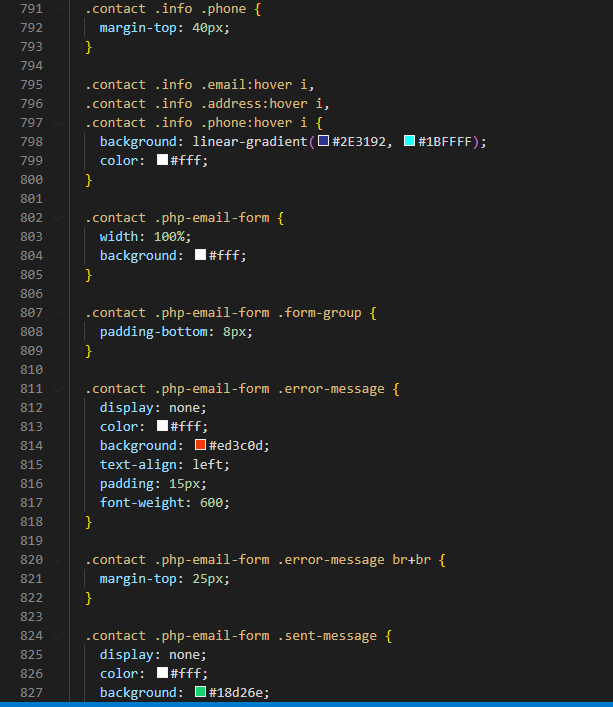 791 .contact .info .phone {
792 margin-top: 40px;
793 }
794
795 .contact .info .email:hover i,
796 .contact .info .address:hover i,
797 .contact .info .phone:hover i {
798 background: linear-gradient(#2E3192, #1BFFFF);
799 color: #fff;
800 }
801
802 .contact .php-email-form {
803 width: 100%;
804 background: #fff;
805 }
806
807 .contact .php-email-form .form-group {
808 padding-bottom: 8px;
809 }
810
811 .contact .php-email-form .error-message {
812 display: none;
813 color: #fff;
814 background: #ed3c0d;
815 text-align: left;
816 padding: 15px;
817 font-weight: 600;
818 }
819
820 .contact .php-email-form .error-message br+br {
821 margin-top: 25px;
822 }
823
824 .contact .php-email-form .sent-message {
825 display: none;
826 color: #fff;
827 background: #18d26e;